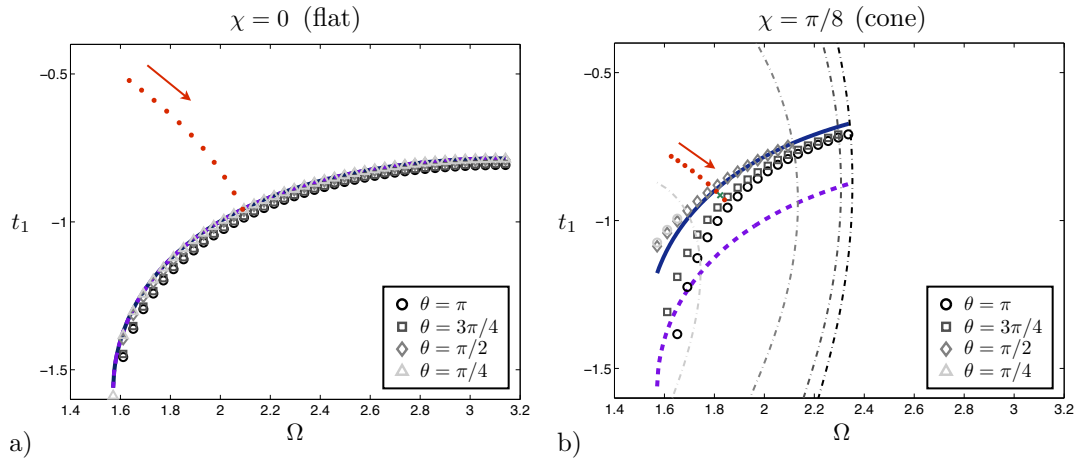 χ = 0 (flat)
−0.5
−1
−1.5
t₁
1.4 1.6 1.8 2 2.2 2.4 2.6 2.8 3 3.2
Ω
θ = π
θ = 3π/4
θ = π/2
θ = π/4
a)
χ = π/8 (cone)
−0.5
−1
−1.5
t₁
1.4 1.6 1.8 2 2.2 2.4 2.6 2.8 3 3.2
Ω
θ = π
θ = 3π/4
θ = π/2
θ = π/4
b)